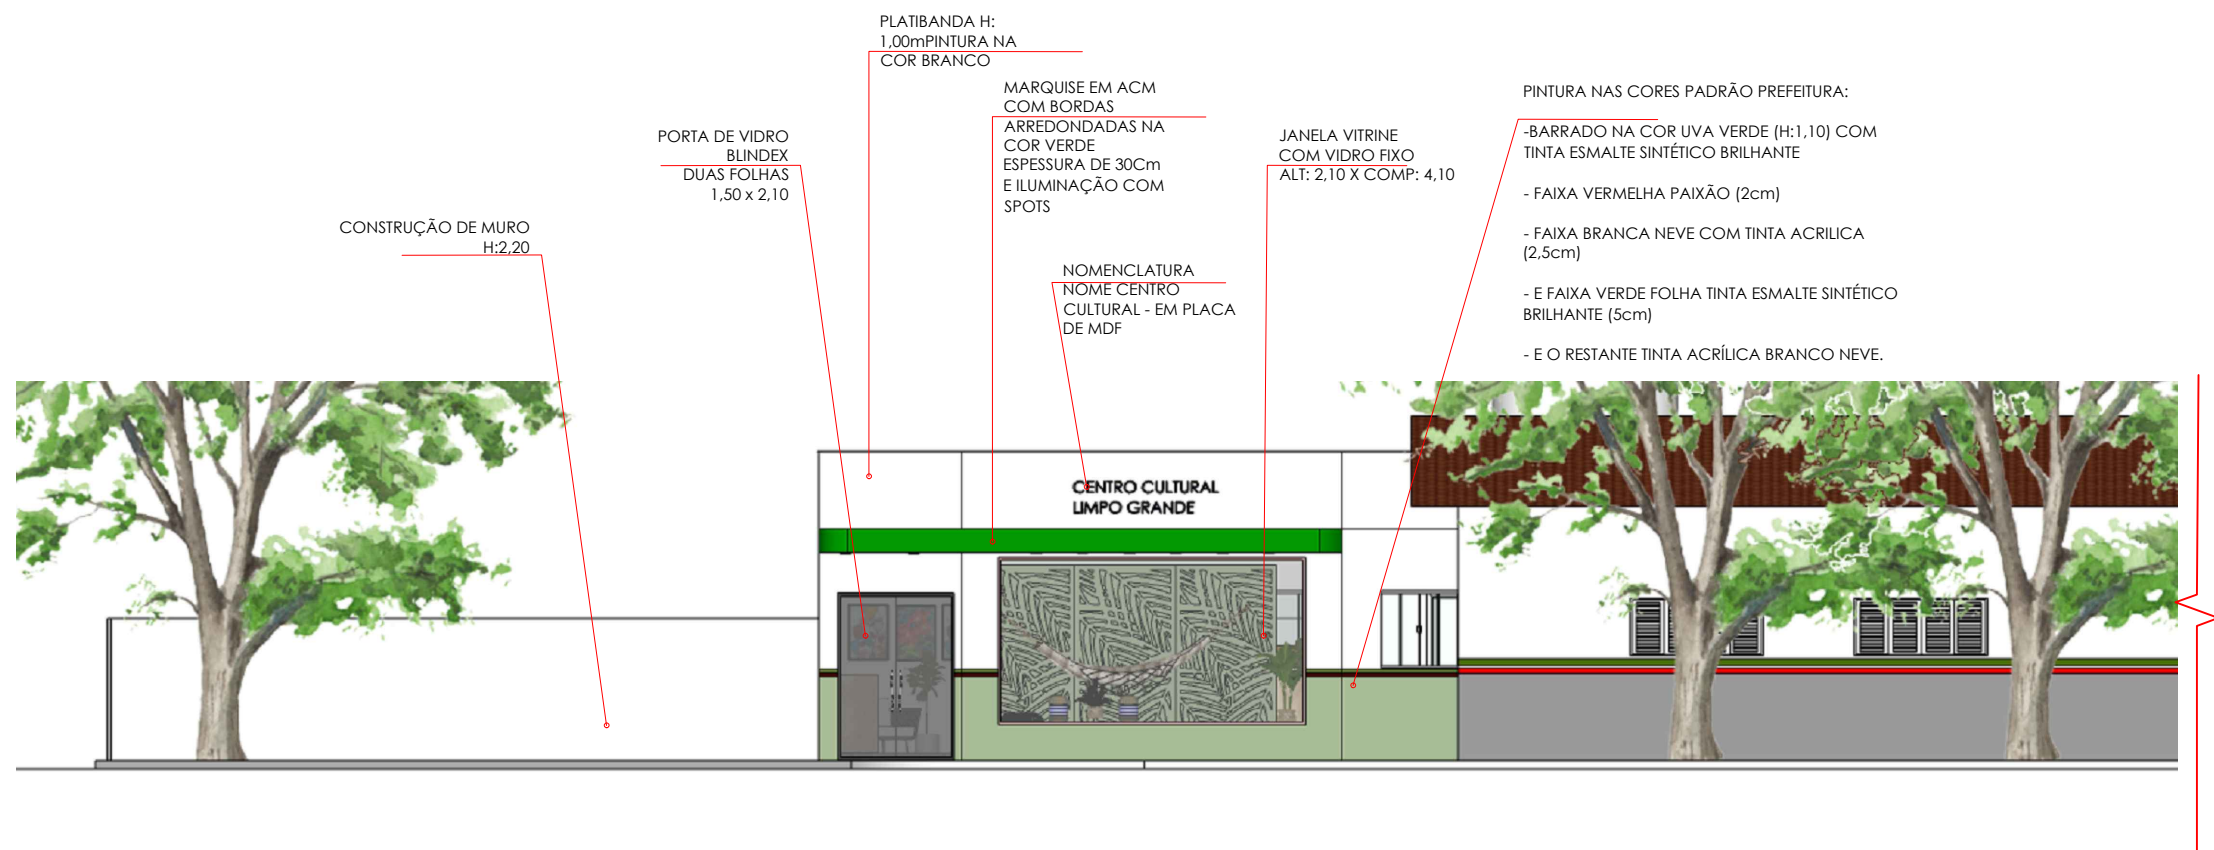 PLATIBANDA H:
1,00mPINTURA NA
COR BRANCO
MARQUISE EM ACM
COM BORDAS
ARREDONDADAS NA
COR VERDE
ESPESSURA DE 30Cm
E ILUMINAÇÃO COM
SPOTS
PORTA DE VIDRO
BLINDEX
DUAS FOLHAS
1,50 x 2,10
JANELA VITRINE
COM VIDRO FIXO
ALT: 2,10 X COMP: 4,10
PINTURA NAS CORES PADRÃO PREFEITURA:
-BARRADO NA COR UVA VERDE (H:1,10) COM
TINTA ESMALTE SINTÉTICO BRILHANTE
- FAIXA VERMELHA PAIXÃO (2cm)
- FAIXA BRANCA NEVE COM TINTA ACRILICA
(2,5cm)
- E FAIXA VERDE FOLHA TINTA ESMALTE SINTÉTICO
BRILHANTE (5cm)
- E O RESTANTE TINTA ACRÍLICA BRANCO NEVE.
CONSTRUÇÃO DE MURO
H:2,20
NOMENCLATURA
NOME CENTRO
CULTURAL - EM PLACA
DE MDF
CENTRO CULTURAL
LIMPO GRANDE